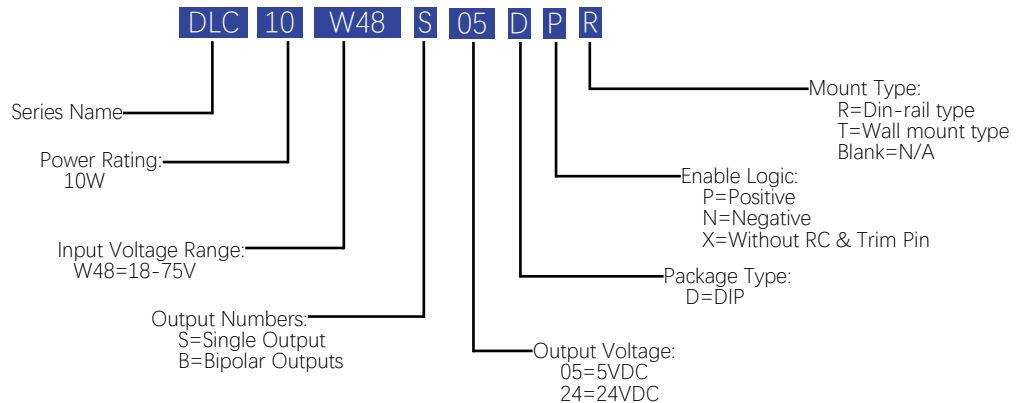 DLC 10 W48 S 05 D P R
Series Name
Power Rating:
10W
Input Voltage Range:
W48=18-75V
Output Numbers:
S=Single Output
B=Bipolar Outputs
Mount Type:
R=Din-rail type
T=Wall mount type
Blank=N/A
Enable Logic:
P=Positive
N=Negative
X=Without RC & Trim Pin
Package Type:
D=DIP
Output Voltage:
05=5VDC
24=24VDC